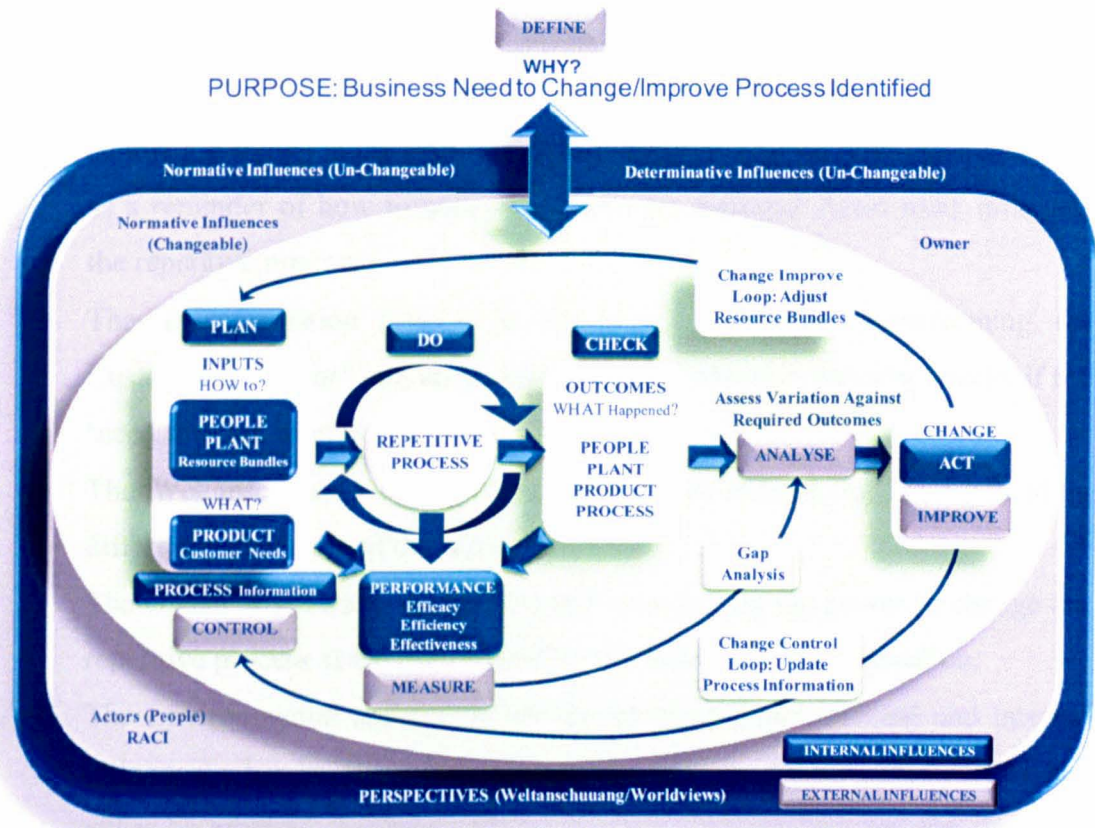 DEFINE
WHY?
PURPOSE: Business Need to Change/Improve Process Identified
Normative Influences (Un-Changeable)
Determinative Influences (Un-Changeable)
Normative Influences
(Changeable)
Owner
Change Improve
Loop: Adjust
Resource Bundles
PLAN
INPUTS
HOW to?
PEOPLE
PLANT
Resource Bundles
WHAT?
PRODUCT
Customer Needs
PROCESS Information
CONTROL
DO
REPETITIVE
PROCESS
PERFORMANCE
Efficacy
Efficiency
Effectiveness
MEASURE
CHECK
OUTCOMES
WHAT Happened?
PEOPLE
PLANT
PRODUCT
PROCESS
Assess Variation Against
Required Outcomes
ANALYSE
CHANGE
ACT
IMPROVE
Gap
Analysis
Change Control
Loop: Update
Process Information
Actors (People)
RACI
INTERNAL INFLUENCES
PERSPECTIVES (Weltanschuuang/Worldviews)
EXTERNAL INFLUENCES